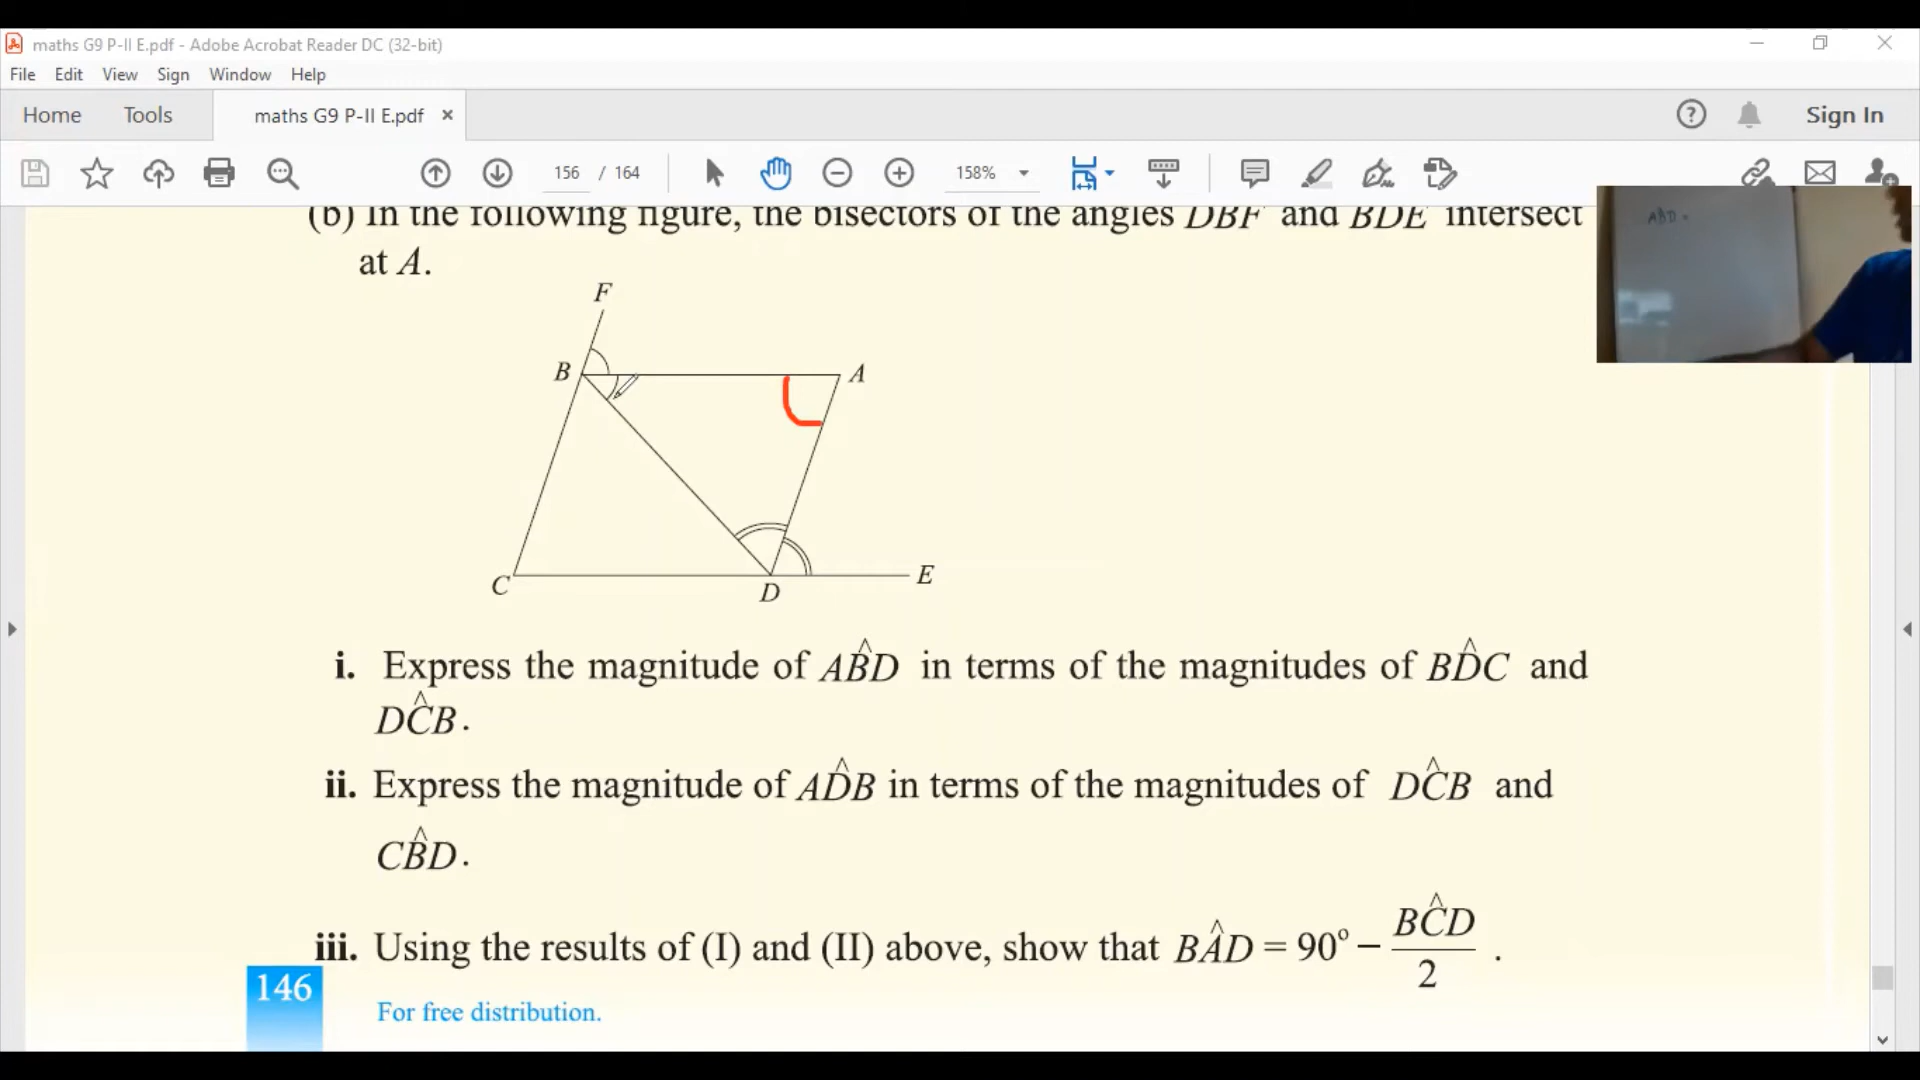 maths G9 P-II E.pdf - Adobe Acrobat Reader DC (32-bit)
File Edit View Sign Window Help
Home Tools maths G9 P-II E.pdf × Sign In
156 / 164 158%
(b) In the following figure, the bisectors of the angles DBF and BDE intersect
at A.
F
B A
C D E
i. Express the magnitude of AB̂D in terms of the magnitudes of BD̂C and
DĈB.
ii. Express the magnitude of AD̂B in terms of the magnitudes of DĈB and
CB̂D.
iii. Using the results of (I) and (II) above, show that BÂD = 90° − BĈD / 2 .
146
For free distribution.
ABD =